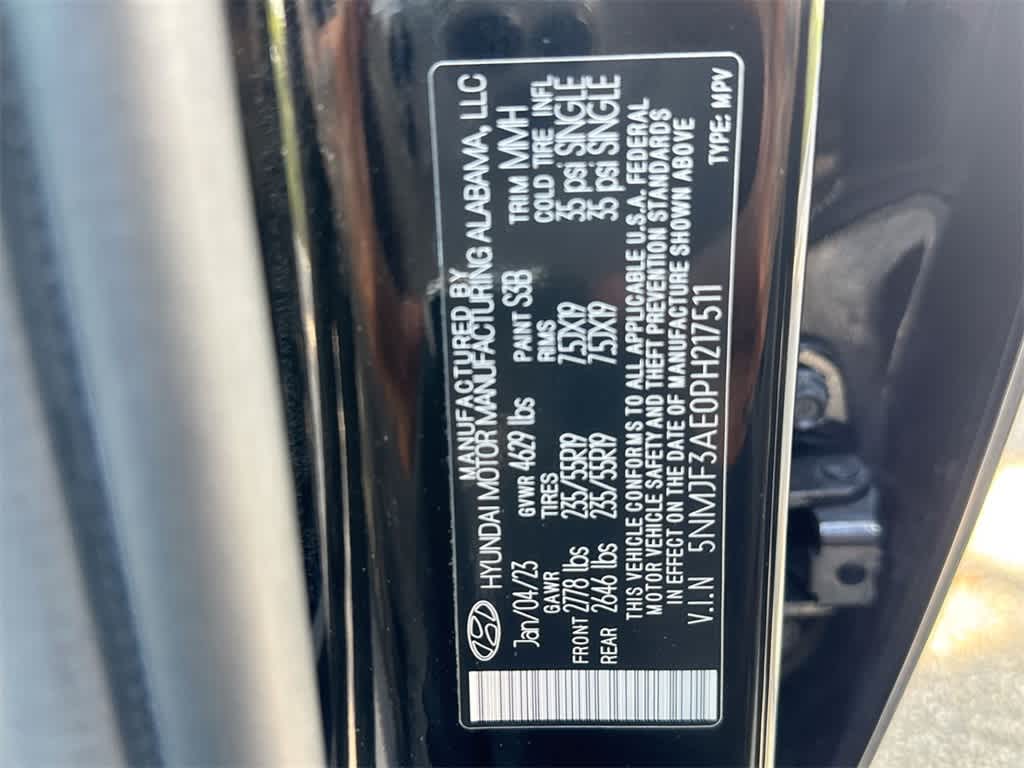 MANUFACTURED BY
HYUNDAI MOTOR MANUFACTURING ALABAMA, LLC
Jan/04/23 GVWR 4629 lbs PAINT S3B TRIM MMH
GAWR TIRES RIMS COLD TIRE INFL
FRONT 2778 lbs 235/55R19 7.5JX19 35 psi SINGLE
REAR 2646 lbs 235/55R19 7.5JX19 35 psi SINGLE
THIS VEHICLE CONFORMS TO ALL APPLICABLE U.S.A. FEDERAL
MOTOR VEHICLE SAFETY AND THEFT PREVENTION STANDARDS
IN EFFECT ON THE DATE OF MANUFACTURE SHOWN ABOVE
V.I.N 5NMJF3AE0PH217511 TYPE: MPV